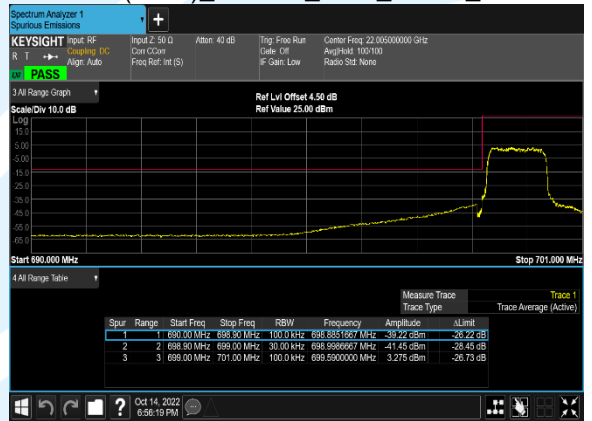 Spectrum Analyzer 1
Spurious Emissions
KEYSIGHT Input: RF Input Z: 50 Ω Atten: 40 dB Trig: Free Run Center Freq: 22.005000000 GHz
R T Coupling: DC Corr CCorr Gate: Off Avg|Hold: 100/100
Align: Auto Freq Ref: Int (S) IF Gain: Low Radio Std: None
PASS
3 All Range Graph
Ref Lvl Offset 4.50 dB
Scale/Div 10.0 dB Ref Value 25.00 dBm
Log
15.0
5.00
-5.00
-15.0
-25.0
-35.0
-45.0
-55.0
-65.0
Start 690.000 MHz Stop 701.000 MHz
4 All Range Table
Measure Trace Trace 1
Trace Type Trace Average (Active)
Spur Range Start Freq Stop Freq RBW Frequency Amplitude ΔLimit
1 1 690.00 MHz 698.90 MHz 100.0 kHz 698.8851667 MHz -39.22 dBm -26.22 dB
2 2 698.90 MHz 699.00 MHz 30.00 kHz 698.9986667 MHz -41.45 dBm -28.45 dB
3 3 699.00 MHz 701.00 MHz 100.0 kHz 699.5900000 MHz 3.275 dBm -26.73 dB
Oct 14, 2022
6:56:19 PM